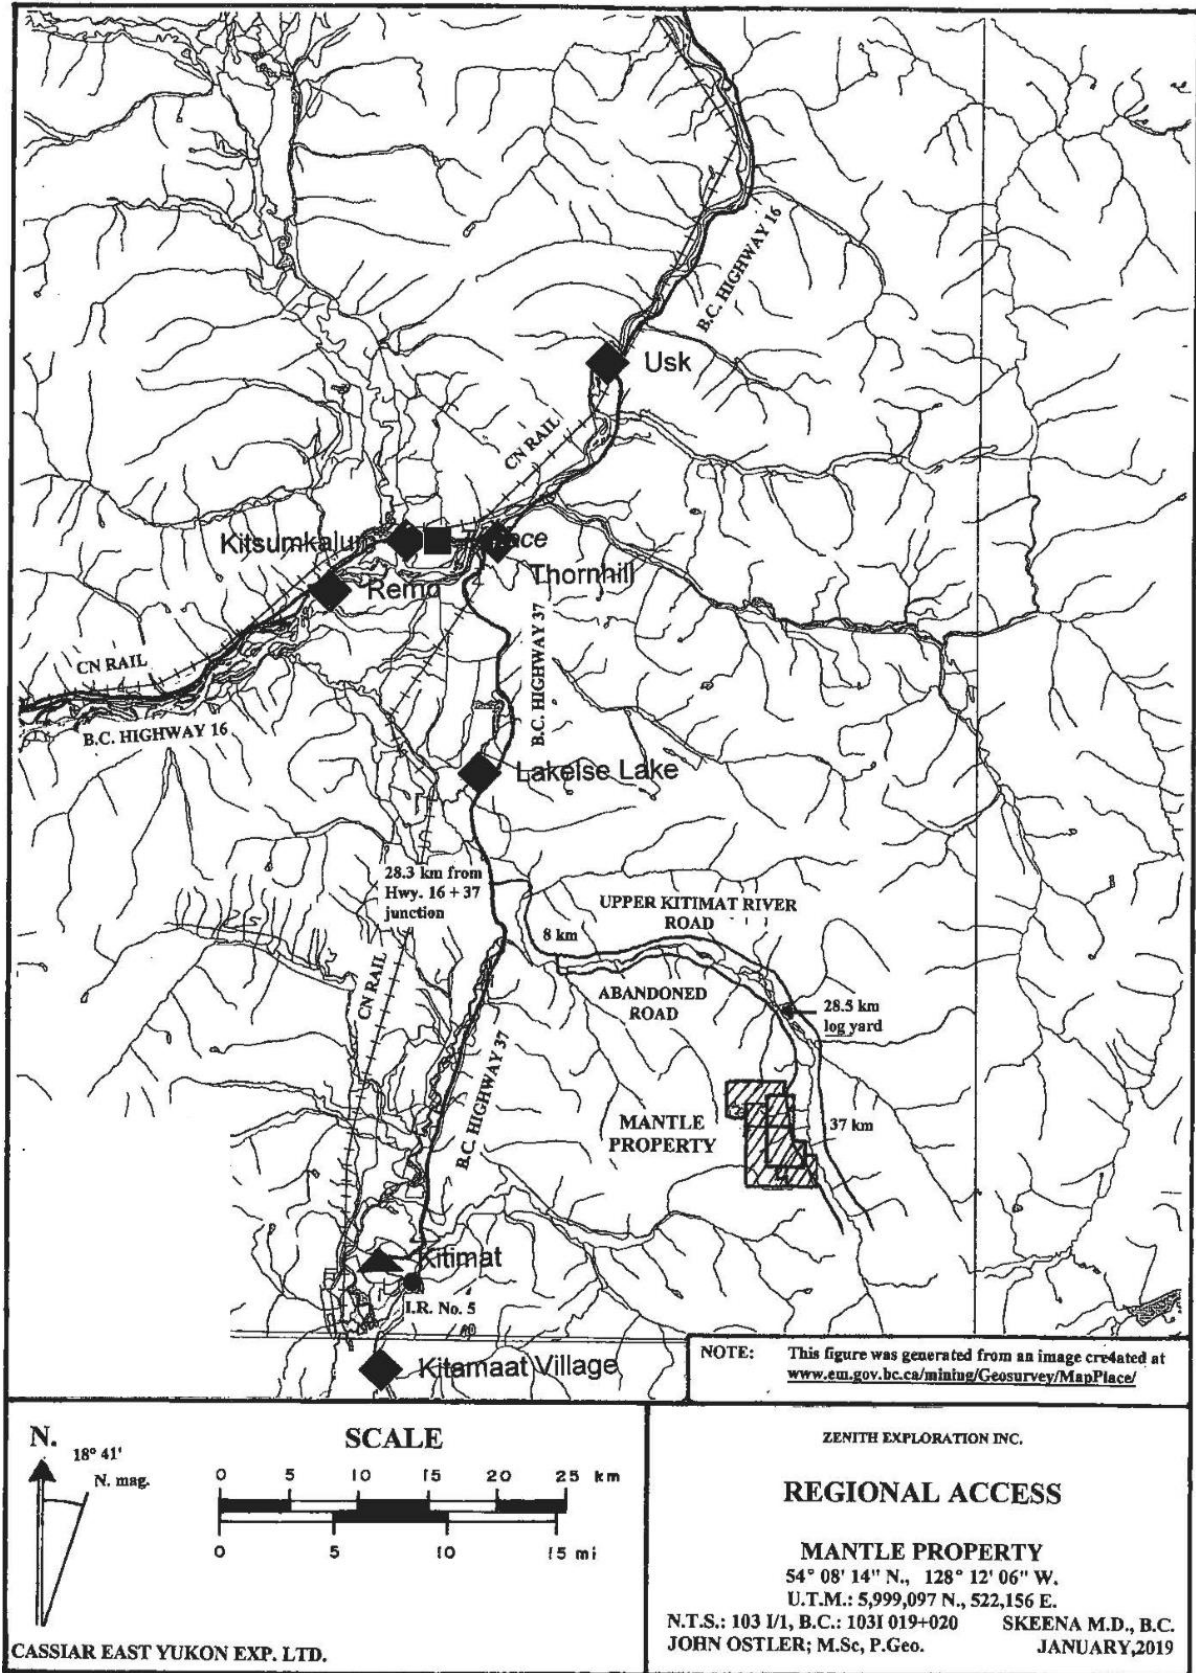 B.C. HIGHWAY 16
Usk
CN RAIL
Kitsumkalum
Terrace
Thornhill
Remo
B.C. HIGHWAY 37
CN RAIL
B.C. HIGHWAY 16
Lakelse Lake
28.3 km from
Hwy. 16 + 37
junction
UPPER KITIMAT RIVER
ROAD
8 km
ABANDONED
ROAD
28.5 km
log yard
CN RAIL
B.C. HIGHWAY 37
MANTLE
PROPERTY
37 km
Kitimat
I.R. No. 5
Kitamaat Village
NOTE: This figure was generated from an image cre4ated at
www.em.gov.bc.ca/mining/Geosurvey/MapPlace/
N.
18° 41'
N. mag.
SCALE
0 5 10 15 20 25 km
0 5 10 15 mi
CASSIAR EAST YUKON EXP. LTD.
ZENITH EXPLORATION INC.
REGIONAL ACCESS
MANTLE PROPERTY
54° 08' 14" N., 128° 12' 06" W.
U.T.M.: 5,999,097 N., 522,156 E.
N.T.S.: 103 I/1, B.C.: 103I 019+020 SKEENA M.D., B.C.
JOHN OSTLER; M.Sc, P.Geo. JANUARY,2019